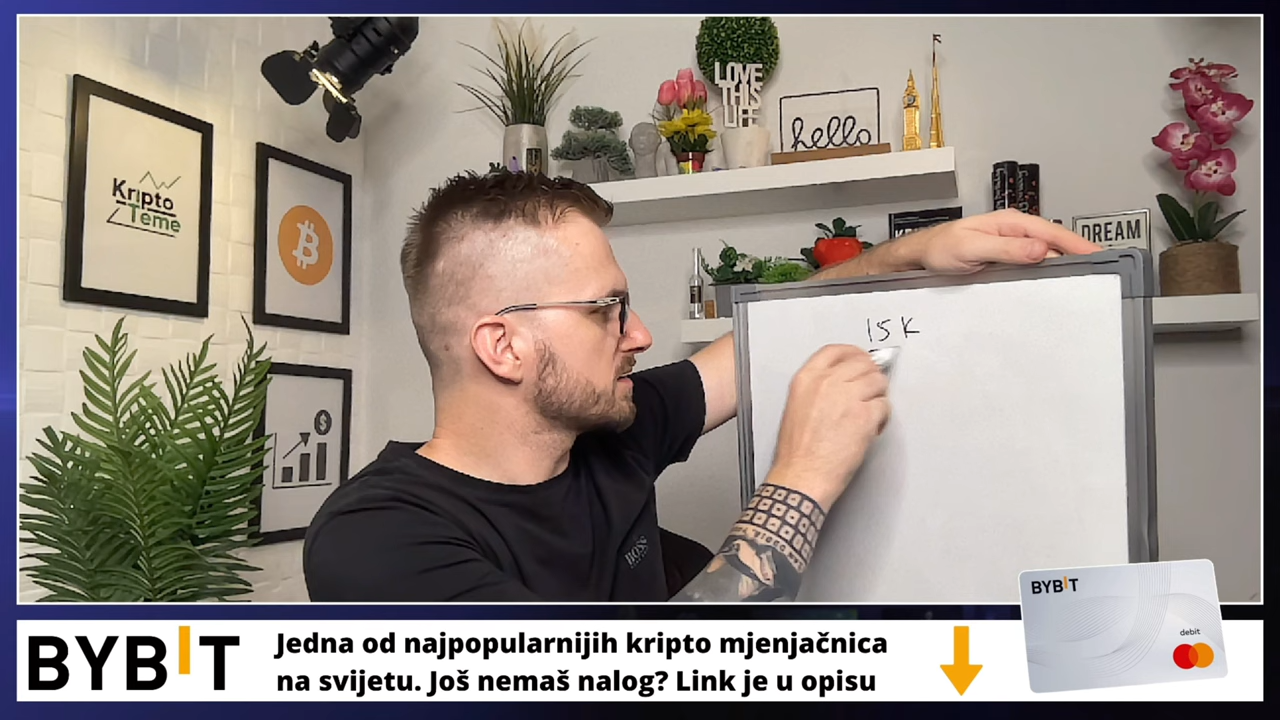 Kripto
Teme
LOVE
THIS
LIFE
hello
DREAM
15 K
BOSS
BYBIT
Jedna od najpopularnijih kripto mjenjačnica
na svijetu. Još nemaš nalog? Link je u opisu
BYBIT
debit